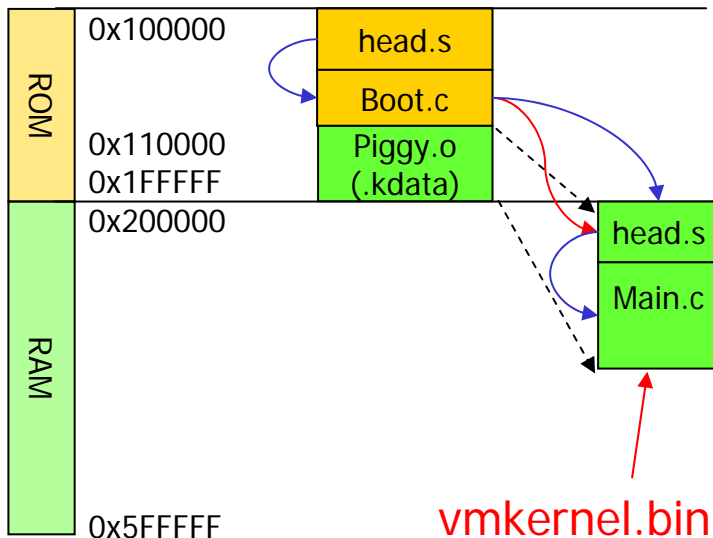 0x100000
head.s
ROM
Boot.c
0x110000
Piggy.o
0x1FFFFF
(.kdata)
0x200000
head.s
Main.c
RAM
0x5FFFFF
vmkernel.bin